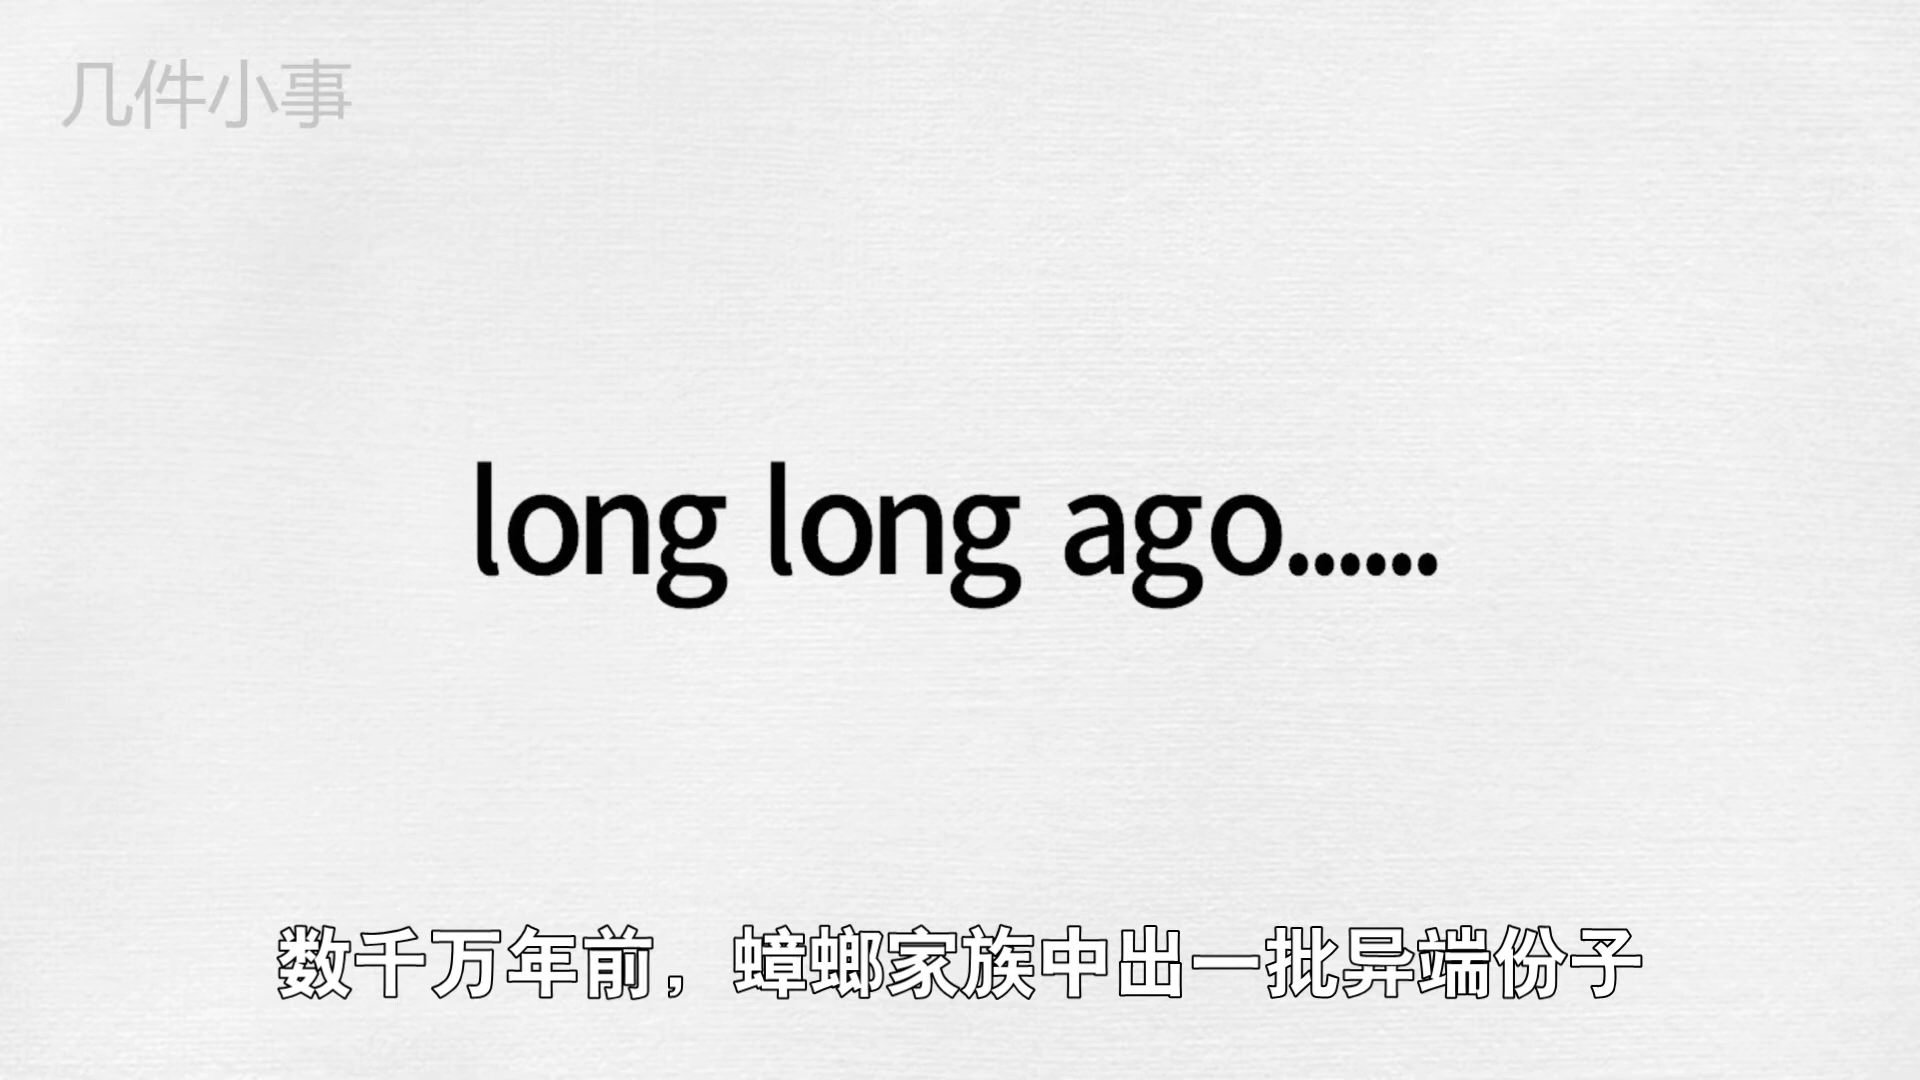 几件小事
long long ago......
数千万年前，蟑螂家族中出一批异端份子